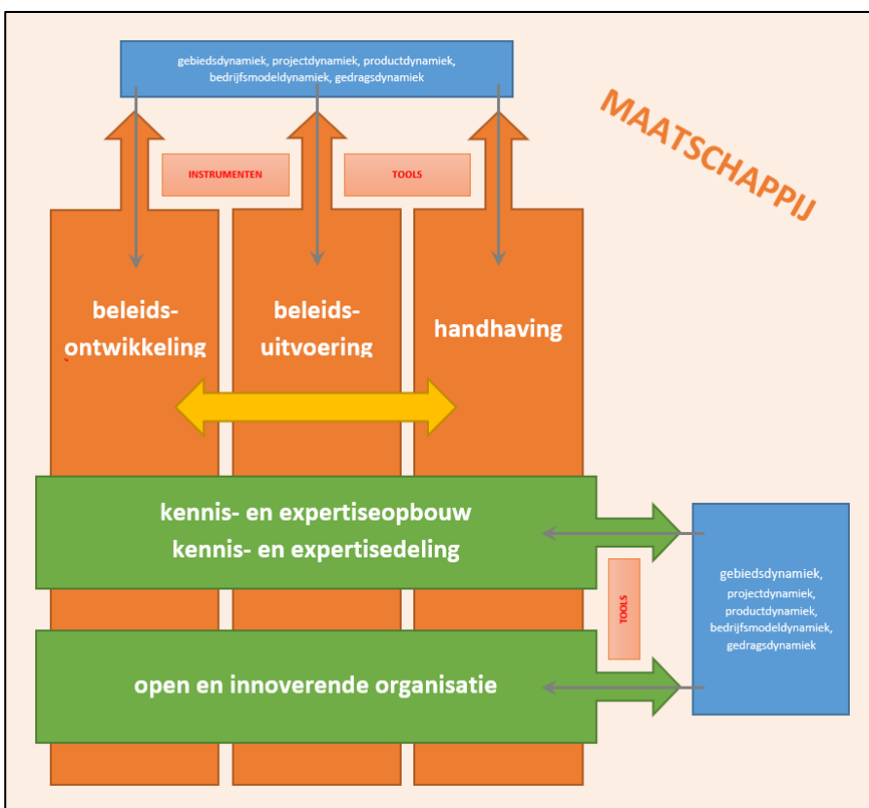 gebiedsdynamiek, projectdynamiek, productdynamiek,
bedrijfsmodeldynamiek, gedragsdynamiek
MAATSCHAPPIJ
INSTRUMENTEN
TOOLS
beleids-
ontwikkeling
beleids-
uitvoering
handhaving
kennis- en expertiseopbouw
kennis- en expertisedeling
gebiedsdynamiek,
projectdynamiek,
productdynamiek,
bedrijfsmodeldynamiek,
gedragsdynamiek
TOOLS
open en innoverende organisatie